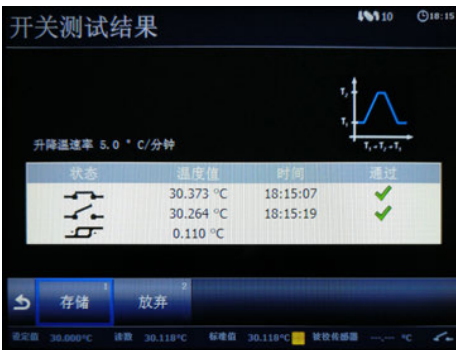 开关测试结果
10
18:15
T₂
T₁
T₁→T₂→T₁
升降温速率 5.0 ° C/分钟
状态 温度值 时间 通过
30.373 °C 18:15:07
30.264 °C 18:15:19
0.110 °C
存储 1
放弃 2
设定值 30.000°C 读数 30.118°C 标准值 30.118°C 被检传感器 ---.--- °C